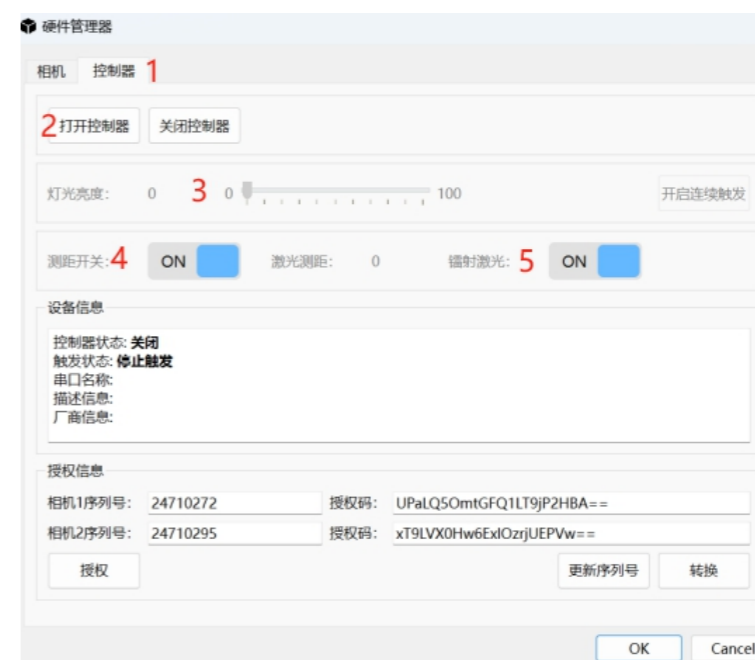 硬件管理器
相机 控制器 1
2 打开控制器 关闭控制器
灯光亮度: 0 3 0 100 开启连续触发
测距开关: 4 ON 激光测距: 0 镭射激光: 5 ON
设备信息
控制器状态: 关闭
触发状态: 停止触发
串口名称:
描述信息:
厂商信息:
授权信息
相机1序列号: 24710272 授权码: UPaLQ5OmtGFQ1LT9jP2HBA==
相机2序列号: 24710295 授权码: xT9LVX0Hw6ExIOzrjUEPVw==
授权 更新序列号 转换
OK Cancel